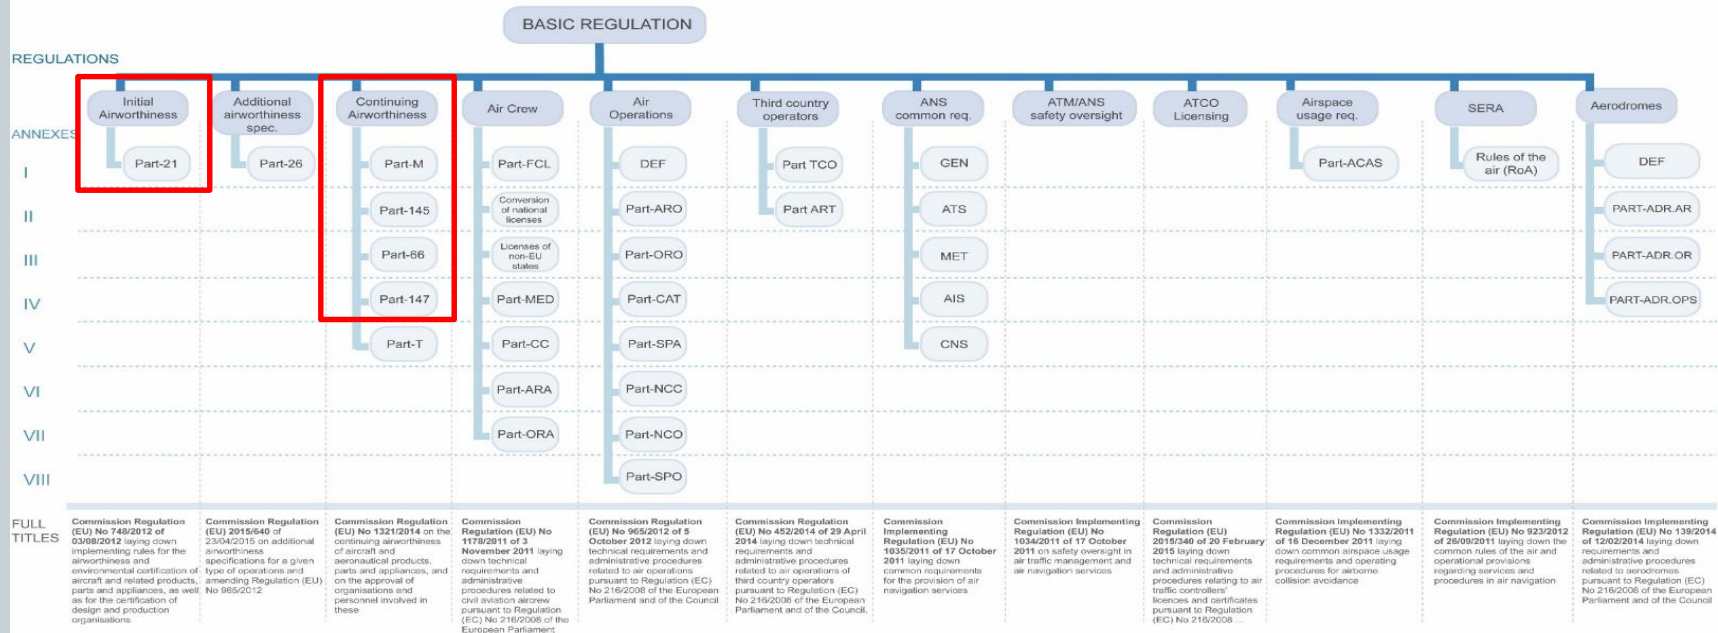 BASIC REGULATION
REGULATIONS
Initial
Airworthiness
Additional
airworthiness
spec.
Continuing
Airworthiness
Air Crew
Air
Operations
Third country
operators
ANS
common req.
ATM/ANS
safety oversight
ATCO
Licensing
Airspace
usage req.
SERA
Aerodromes
ANNEXES
I
Part-21
Part-26
Part-M
Part-FCL
DEF
Part TCO
GEN
Part-ACAS
Rules of the
air (RoA)
DEF
II
Part-145
Conversion
of national
licenses
Part-ARO
Part ART
ATS
PART-ADR.AR
III
Part-66
Licenses of
non-EU
states
Part-ORO
MET
PART-ADR.OR
IV
Part-147
Part-MED
Part-CAT
AIS
PART-ADR.OPS
V
Part-T
Part-CC
Part-SPA
CNS
VI
Part-ARA
Part-NCC
VII
Part-ORA
Part-NCO
VIII
Part-SPO
FULL
TITLES
Commission Regulation
(EU) No 748/2012 of
03/08/2012 laying down
implementing rules for the
airworthiness and
environmental certification of
aircraft and related products,
parts and appliances, as well
as for the certification of
design and production
organisations
Commission Regulation
(EU) 2015/640 of
23/04/2015 on additional
airworthiness
specifications for a given
type of operations and
amending Regulation (EU)
No 965/2012
Commission Regulation
(EU) No 1321/2014 on the
continuing airworthiness
of aircraft and
aeronautical products,
parts and appliances, and
on the approval of
organisations and
personnel involved in
these
Commission
Regulation (EU) No
1178/2011 of 3
November 2011 laying
down technical
requirements and
administrative
procedures related to
civil aviation aircrew
pursuant to Regulation
(EC) No 216/2008 of the
European Parliament
Commission Regulation
(EU) No 965/2012 of 5
October 2012 laying down
technical requirements and
administrative procedures
related to air operations
pursuant to Regulation (EC)
No 216/2008 of the European
Parliament and of the Council
Commission Regulation
(EU) No 452/2014 of 29 April
2014 laying down technical
requirements and
administrative procedures
related to air operations of
third country operators
pursuant to Regulation (EC)
No 216/2008 of the European
Parliament and of the Council.
Commission
Implementing
Regulation (EU) No
1035/2011 of 17 October
2011 laying down
common requirements
for the provision of air
navigation services
Commission Implementing
Regulation (EU) No
1034/2011 of 17 October
2011 on safety oversight in
air traffic management and
air navigation services
Commission
Regulation (EU)
2015/340 of 20 February
2015 laying down
technical requirements
and administrative
procedures relating to air
traffic controllers'
licences and certificates
pursuant to Regulation
(EC) No 216/2008 ...
Commission Implementing
Regulation (EU) No 1332/2011
of 16 December 2011 laying
down common airspace usage
requirements and operating
procedures for airborne
collision avoidance
Commission Implementing
Regulation (EU) No 923/2012
of 26/09/2011 laying down the
common rules of the air and
operational provisions
regarding services and
procedures in air navigation
Commission Implementing
Regulation (EU) No 139/2014
of 12/02/2014 laying down
requirements and
administrative procedures
related to aerodromes
pursuant to Regulation (EC)
No 216/2008 of the European
Parliament and of the Council